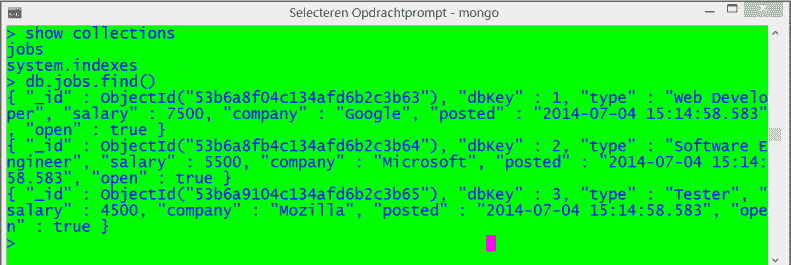 Selecteren Opdrachtprompt - mongo
> show collections
jobs
system.indexes
> db.jobs.find()
{ "_id" : ObjectId("53b6a8f04c134afd6b2c3b63"), "dbKey" : 1, "type" : "Web Develo
per", "salary" : 7500, "company" : "Google", "posted" : "2014-07-04 15:14:58.583"
, "open" : true }
{ "_id" : ObjectId("53b6a8fb4c134afd6b2c3b64"), "dbKey" : 2, "type" : "Software E
ngineer", "salary" : 5500, "company" : "Microsoft", "posted" : "2014-07-04 15:14:
58.583", "open" : true }
{ "_id" : ObjectId("53b6a9104c134afd6b2c3b65"), "dbKey" : 3, "type" : "Tester", "
salary" : 4500, "company" : "Mozilla", "posted" : "2014-07-04 15:14:58.583", "ope
n" : true }
>